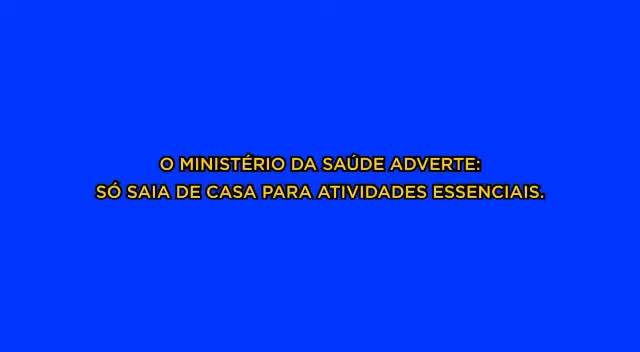 O MINISTÉRIO DA SAÚDE ADVERTE:
SÓ SAIA DE CASA PARA ATIVIDADES ESSENCIAIS.